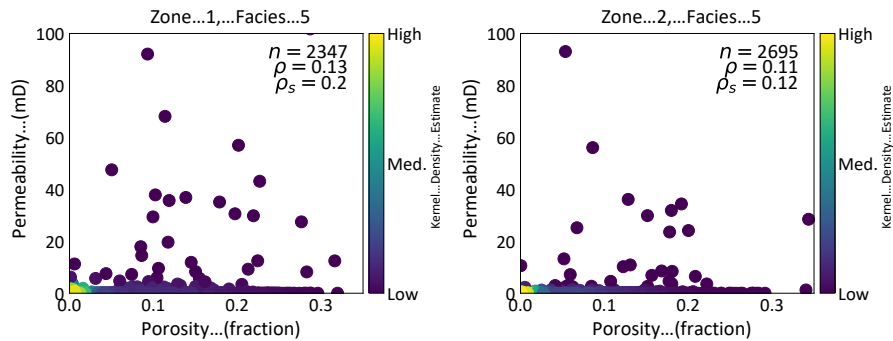 Zone...1,...Facies...5
n = 2347
ρ = 0.13
ρs = 0.2
Permeability...(mD)
100
80
60
40
20
0
0.0
0.1
0.2
0.3
Porosity...(fraction)
High
Med.
Low
Kernel...Density...Estimate
Zone...2,...Facies...5
n = 2695
ρ = 0.11
ρs = 0.12
Permeability...(mD)
100
80
60
40
20
0
0.0
0.1
0.2
0.3
Porosity...(fraction)
High
Med.
Low
Kernel...Density...Estimate